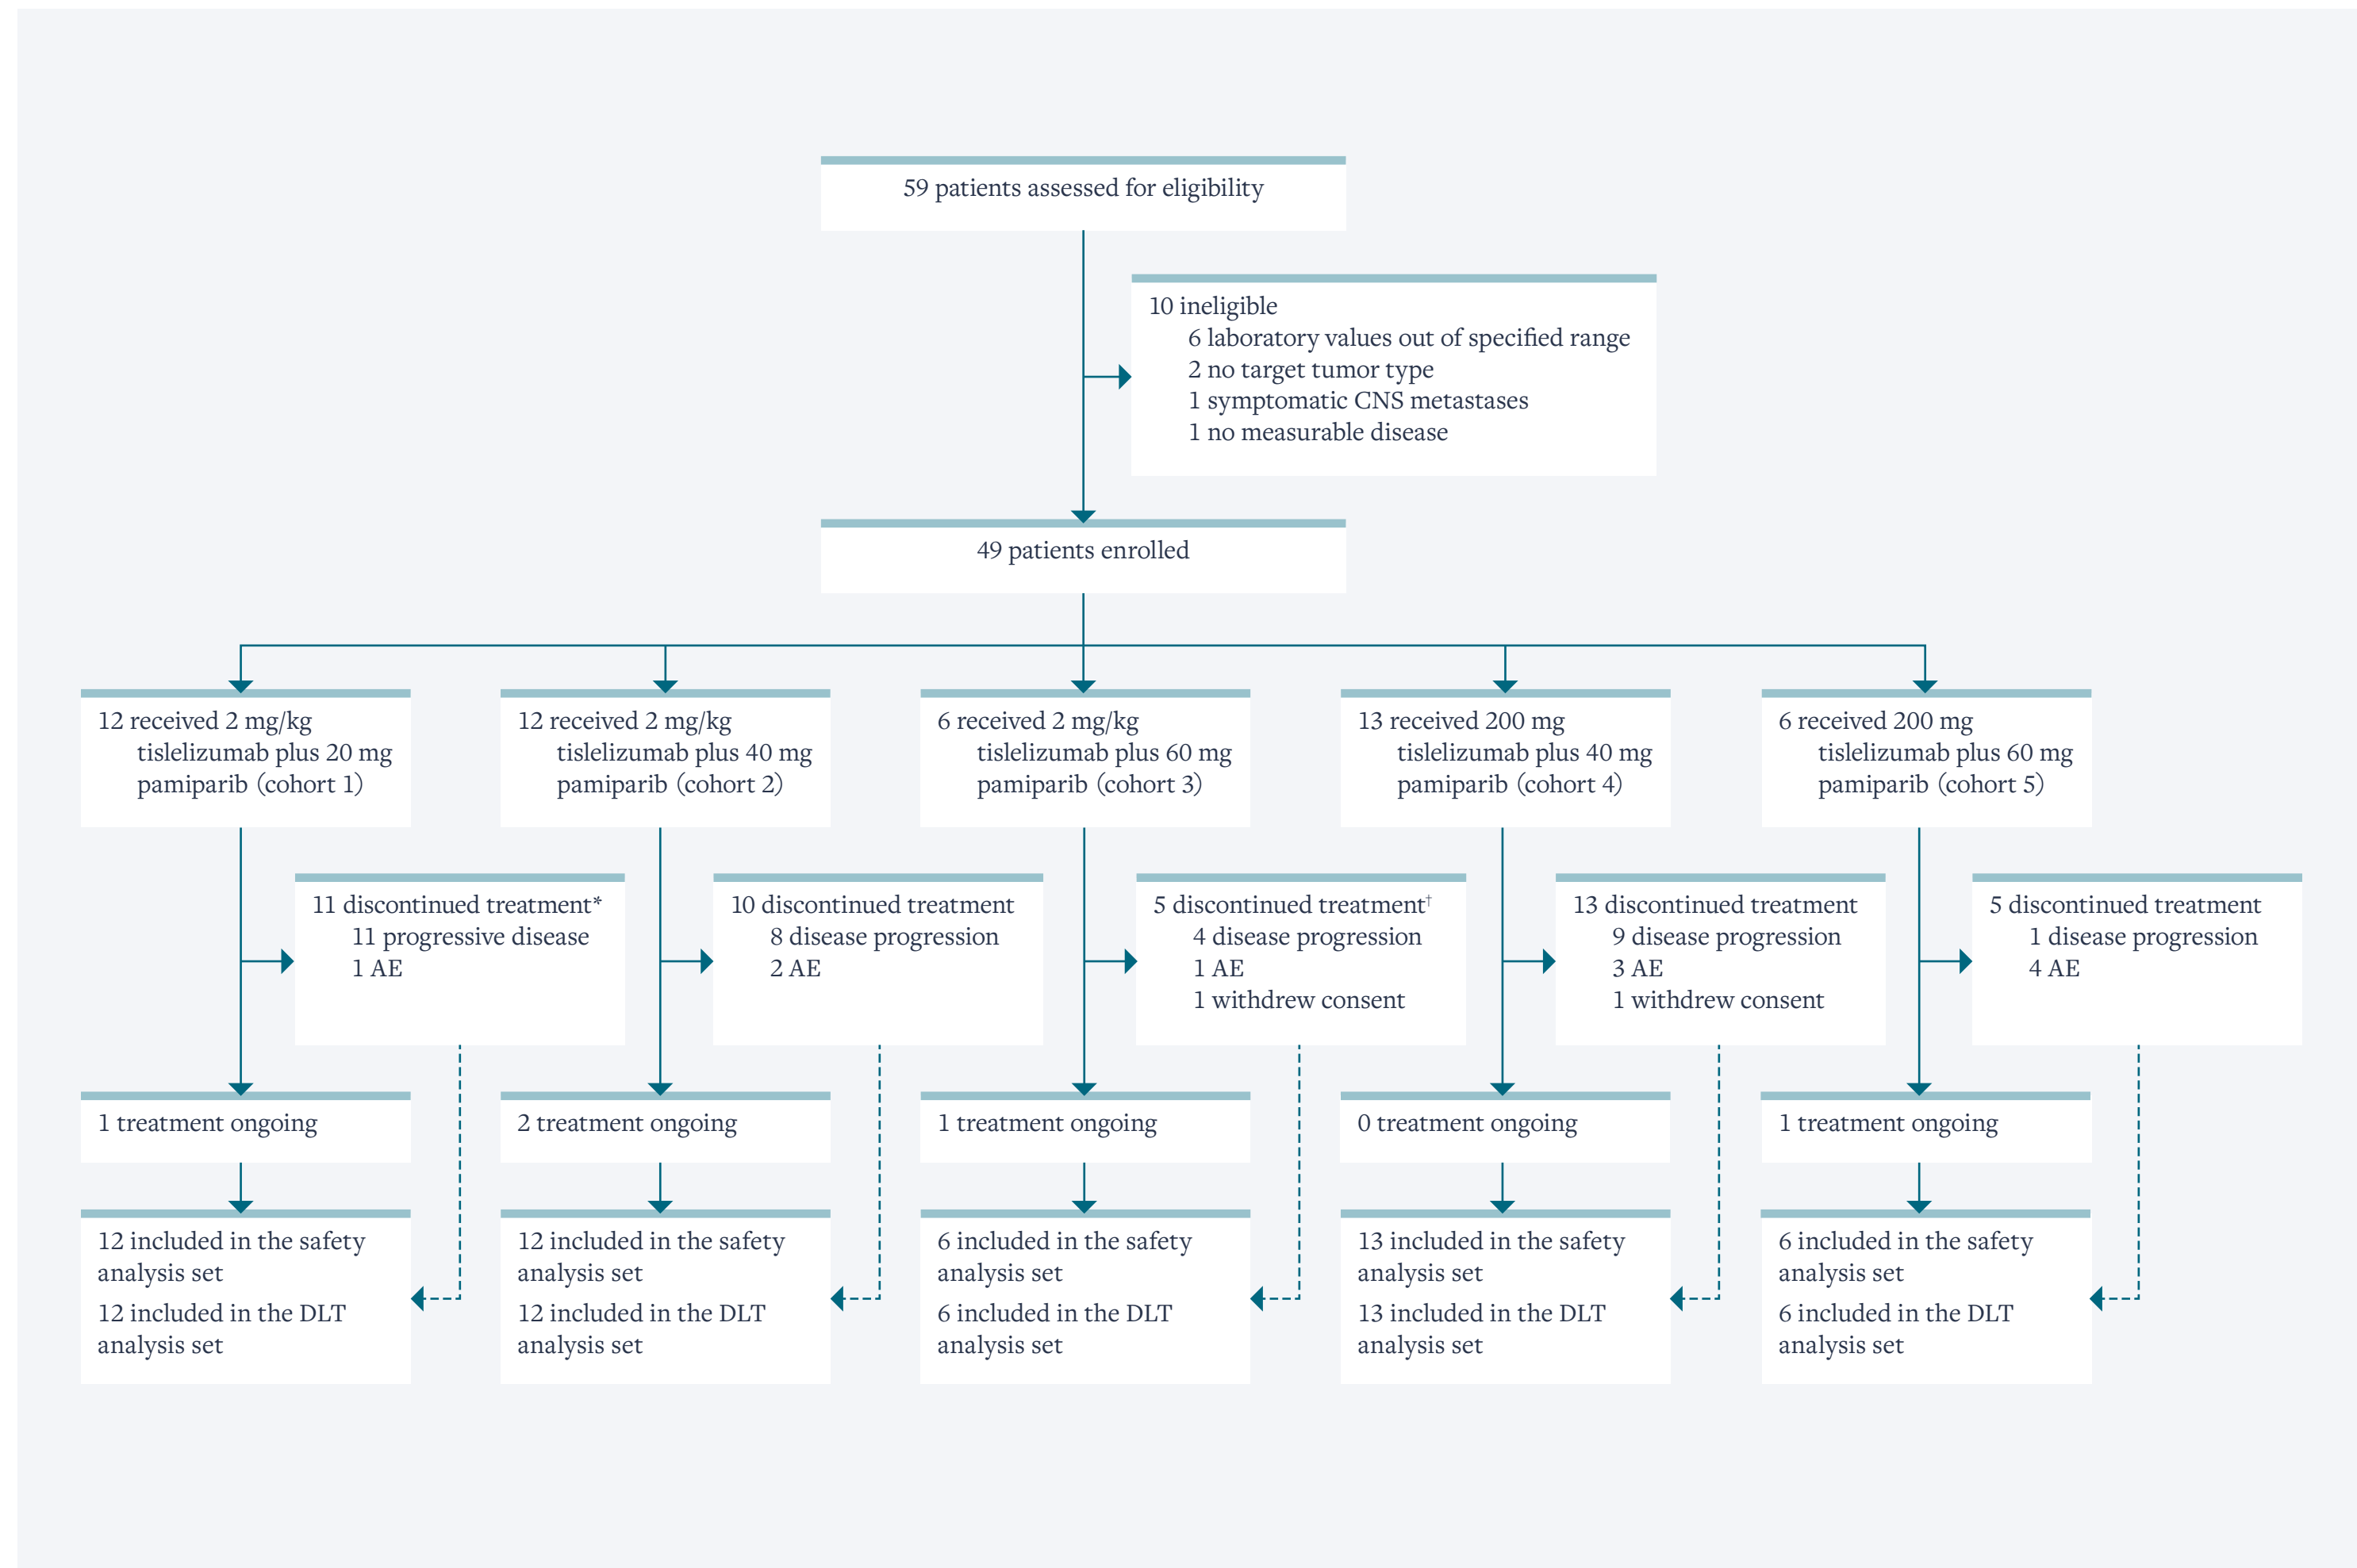 59 patients assessed for eligibility
10 ineligible
6 laboratory values out of specified range
2 no target tumor type
1 symptomatic CNS metastases
1 no measurable disease
49 patients enrolled
12 received 2 mg/kg
tislelizumab plus 20 mg
pamiparib (cohort 1)
12 received 2 mg/kg
tislelizumab plus 40 mg
pamiparib (cohort 2)
6 received 2 mg/kg
tislelizumab plus 60 mg
pamiparib (cohort 3)
13 received 200 mg
tislelizumab plus 40 mg
pamiparib (cohort 4)
6 received 200 mg
tislelizumab plus 60 mg
pamiparib (cohort 5)
11 discontinued treatment*
11 progressive disease
1 AE
10 discontinued treatment
8 disease progression
2 AE
5 discontinued treatment†
4 disease progression
1 AE
1 withdrew consent
13 discontinued treatment
9 disease progression
3 AE
1 withdrew consent
5 discontinued treatment
1 disease progression
4 AE
1 treatment ongoing
2 treatment ongoing
1 treatment ongoing
0 treatment ongoing
1 treatment ongoing
12 included in the safety
analysis set
12 included in the DLT
analysis set
12 included in the safety
analysis set
12 included in the DLT
analysis set
6 included in the safety
analysis set
6 included in the DLT
analysis set
13 included in the safety
analysis set
13 included in the DLT
analysis set
6 included in the safety
analysis set
6 included in the DLT
analysis set